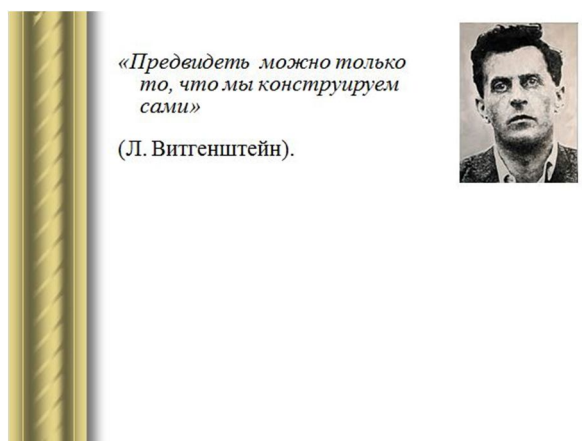 «Предвидеть можно только
то, что мы конструируем
сами»
(Л. Витгенштейн).